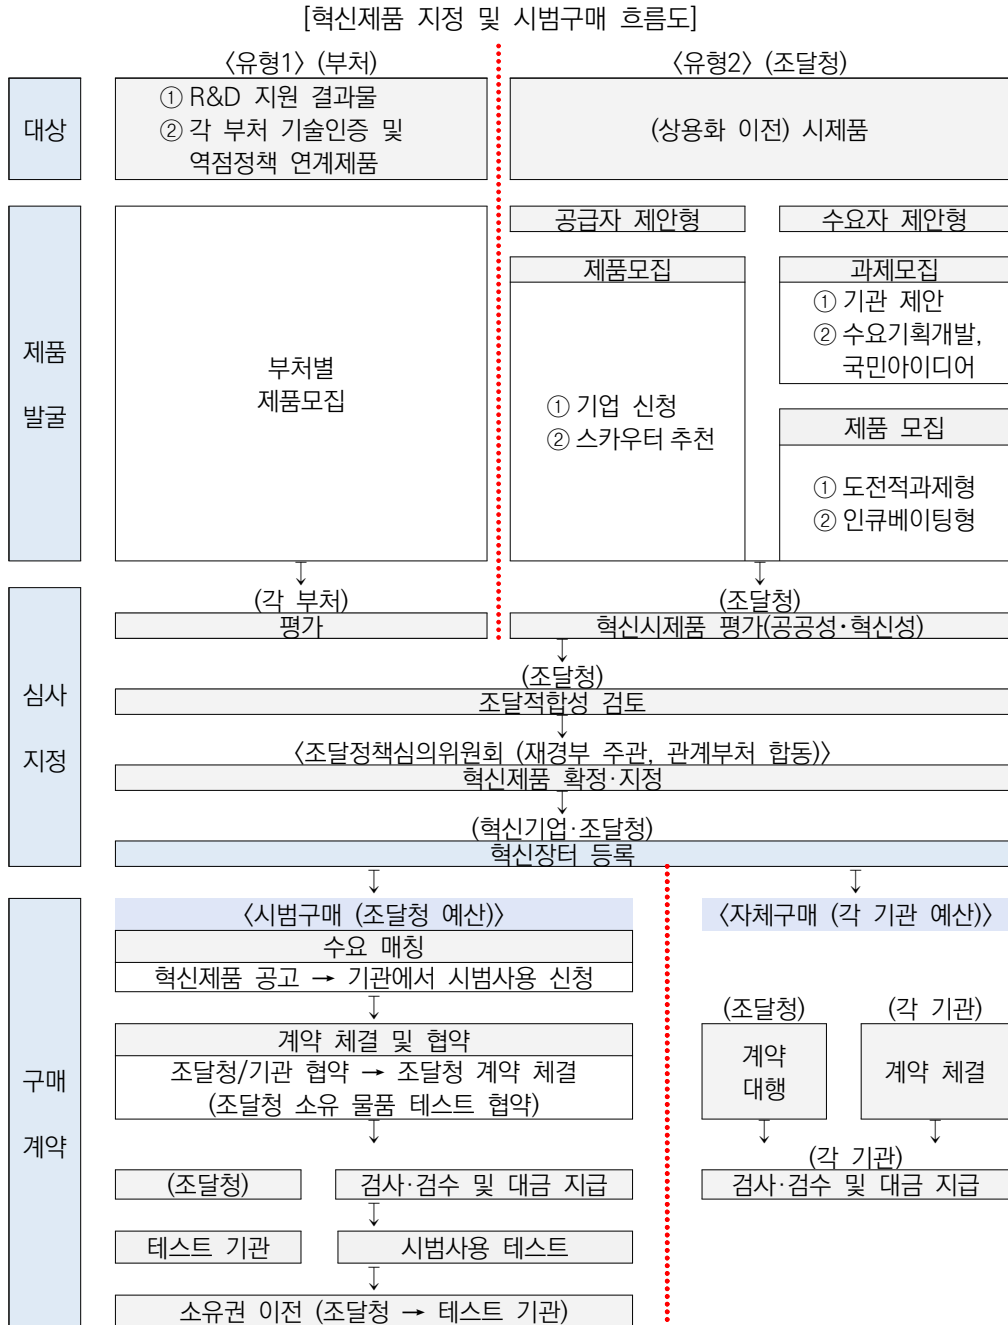 [혁신제품 지정 및 시범구매 흐름도]
〈유형1〉 (부처)
〈유형2〉 (조달청)
대상
① R&D 지원 결과물
② 각 부처 기술인증 및
역점정책 연계제품
(상용화 이전) 시제품
제품
발굴
부처별
제품모집
공급자 제안형
제품모집
① 기업 신청
② 스카우터 추천
수요자 제안형
과제모집
① 기관 제안
② 수요기획개발,
국민아이디어
제품 모집
① 도전적과제형
② 인큐베이팅형
심사
지정
(각 부처)
평가
(조달청)
혁신시제품 평가(공공성·혁신성)
(조달청)
조달적합성 검토
〈조달정책심의위원회 (재경부 주관, 관계부처 합동)〉
혁신제품 확정·지정
(혁신기업·조달청)
혁신장터 등록
구매
계약
〈시범구매 (조달청 예산)〉
수요 매칭
혁신제품 공고 → 기관에서 시범사용 신청
계약 체결 및 협약
조달청/기관 협약 → 조달청 계약 체결
(조달청 소유 물품 테스트 협약)
(조달청)
검사·검수 및 대금 지급
테스트 기관
시범사용 테스트
소유권 이전 (조달청 → 테스트 기관)
〈자체구매 (각 기관 예산)〉
(조달청)
계약
대행
(각 기관)
계약 체결
(각 기관)
검사·검수 및 대금 지급